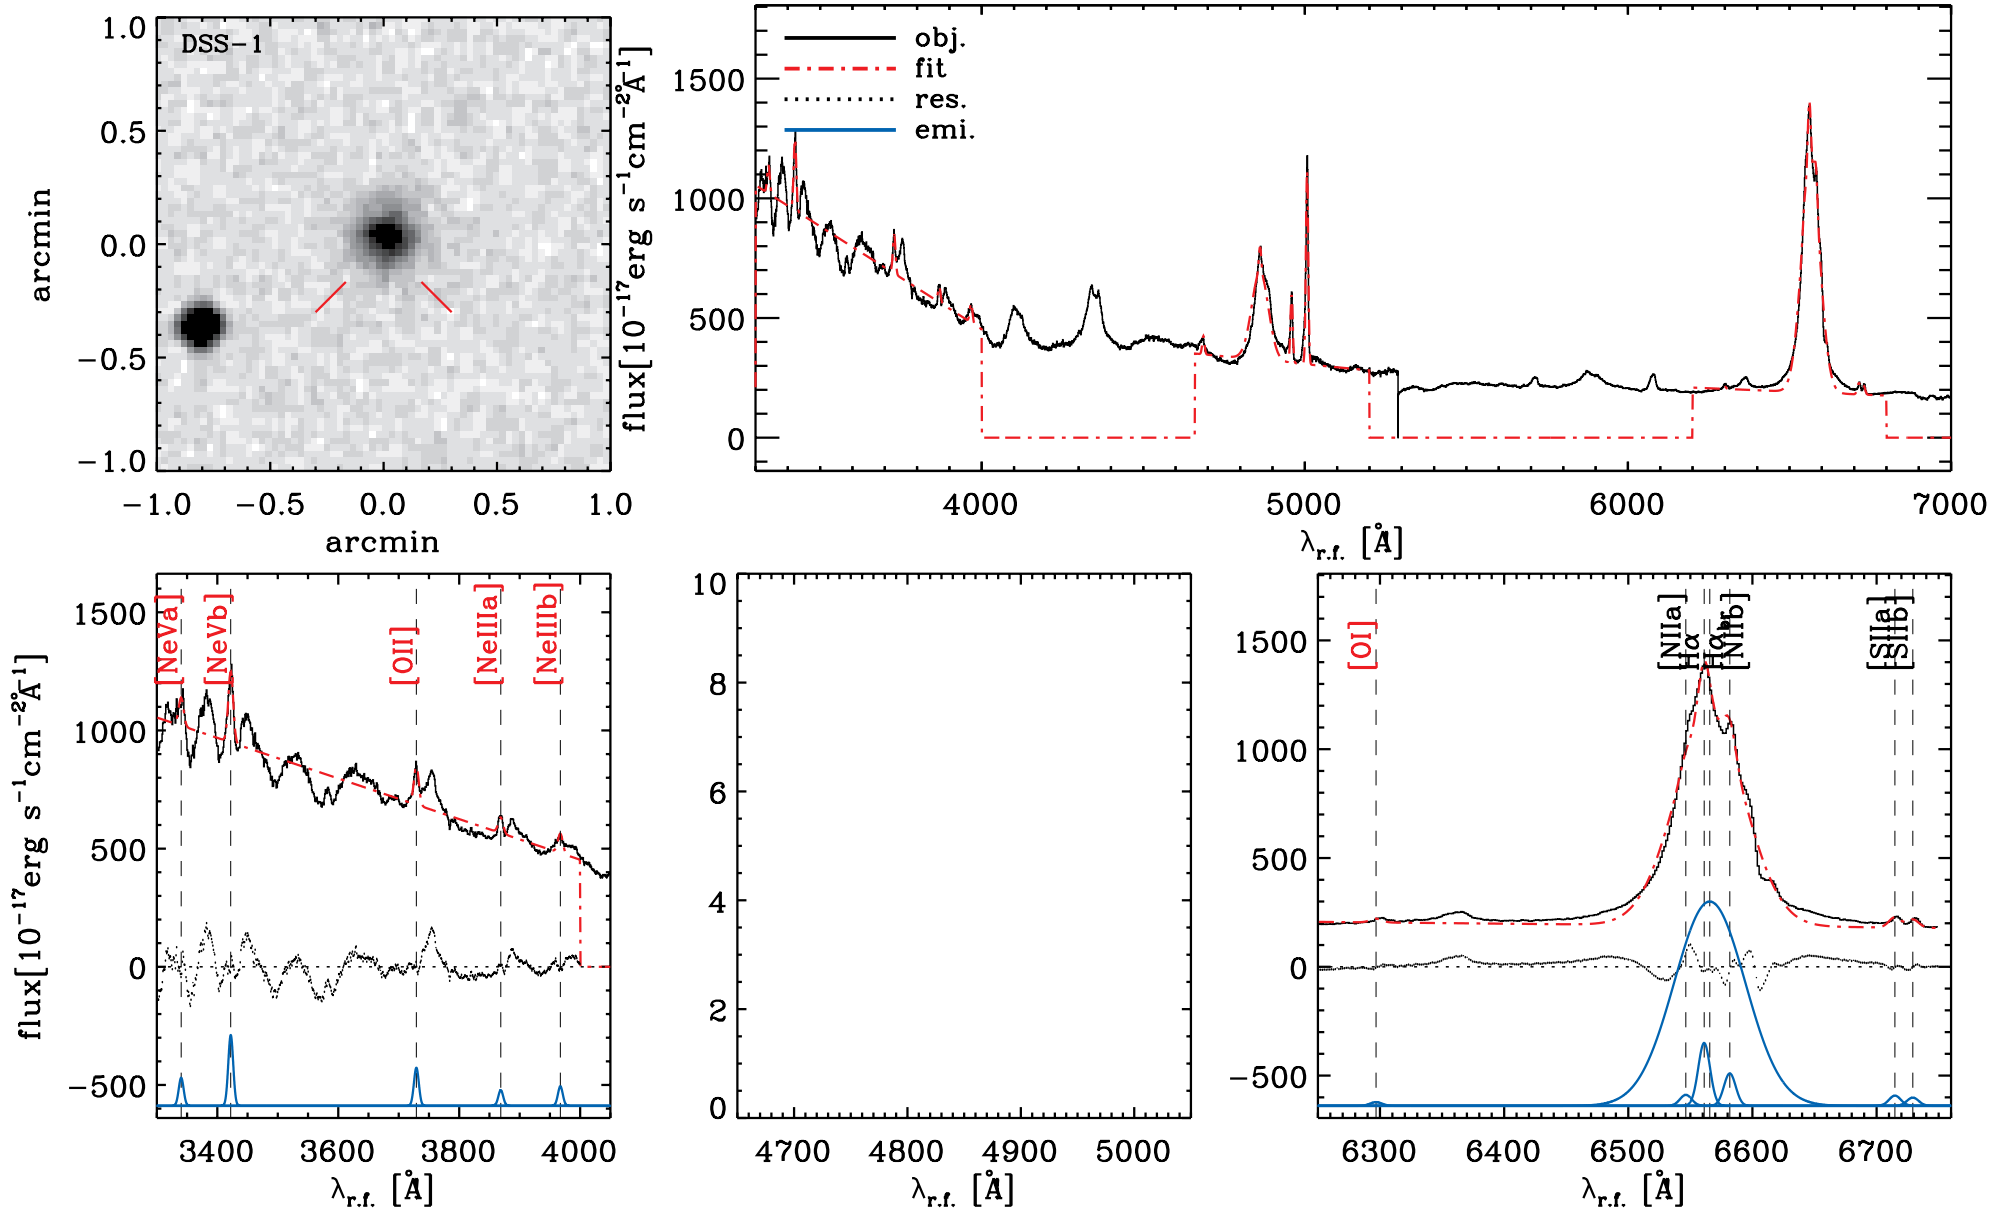 DSS-1
1.0
0.5
0.0
-0.5
-1.0
arcmin
-1.0 -0.5 0.0 0.5 1.0
arcmin
obj.
fit
res.
emi.
1500
1000
500
0
flux[10⁻¹⁷erg s⁻¹cm⁻²Å⁻¹]
4000 5000 6000 7000
λr.f. [Å]
[NeVa]
[NeVb]
[OII]
[NeIIIa]
[NeIIIb]
1500
1000
500
0
-500
flux[10⁻¹⁷erg s⁻¹cm⁻²Å⁻¹]
3400 3600 3800 4000
λr.f. [Å]
10
8
6
4
2
0
4700 4800 4900 5000
λr.f. [Å]
[OI]
[NIIa]
Hα
Hαbr
[NIIb]
[SIIa]
[SIIb]
1500
1000
500
0
-500
6300 6400 6500 6600 6700
λr.f. [Å]